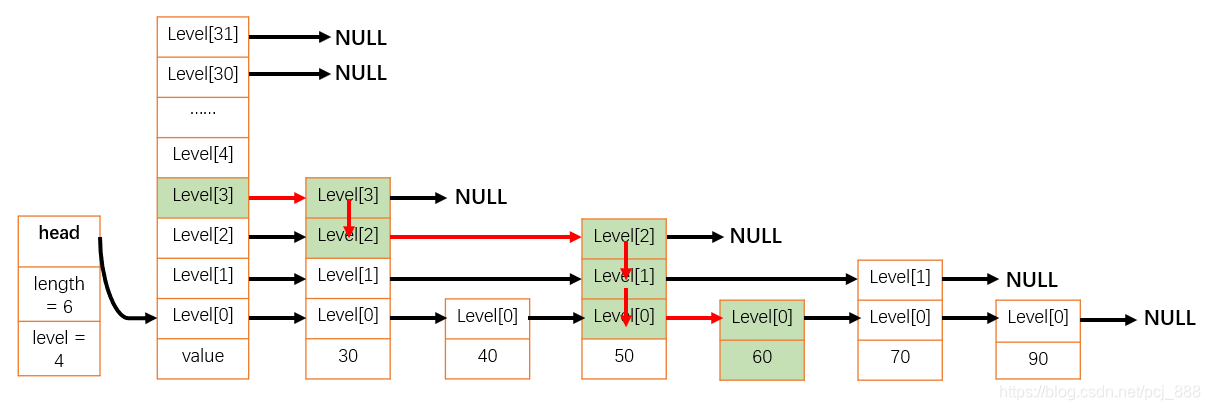 Level[31]
NULL
Level[30]
NULL
······
Level[4]
Level[3]
Level[3]
NULL
head
Level[2]
Level[2]
Level[2]
NULL
length
= 6
Level[1]
Level[1]
Level[1]
Level[1]
NULL
level =
4
Level[0]
Level[0]
Level[0]
Level[0]
Level[0]
Level[0]
Level[0]
NULL
value
30
40
50
60
70
90
https://blog.csdn.net/pcj_888